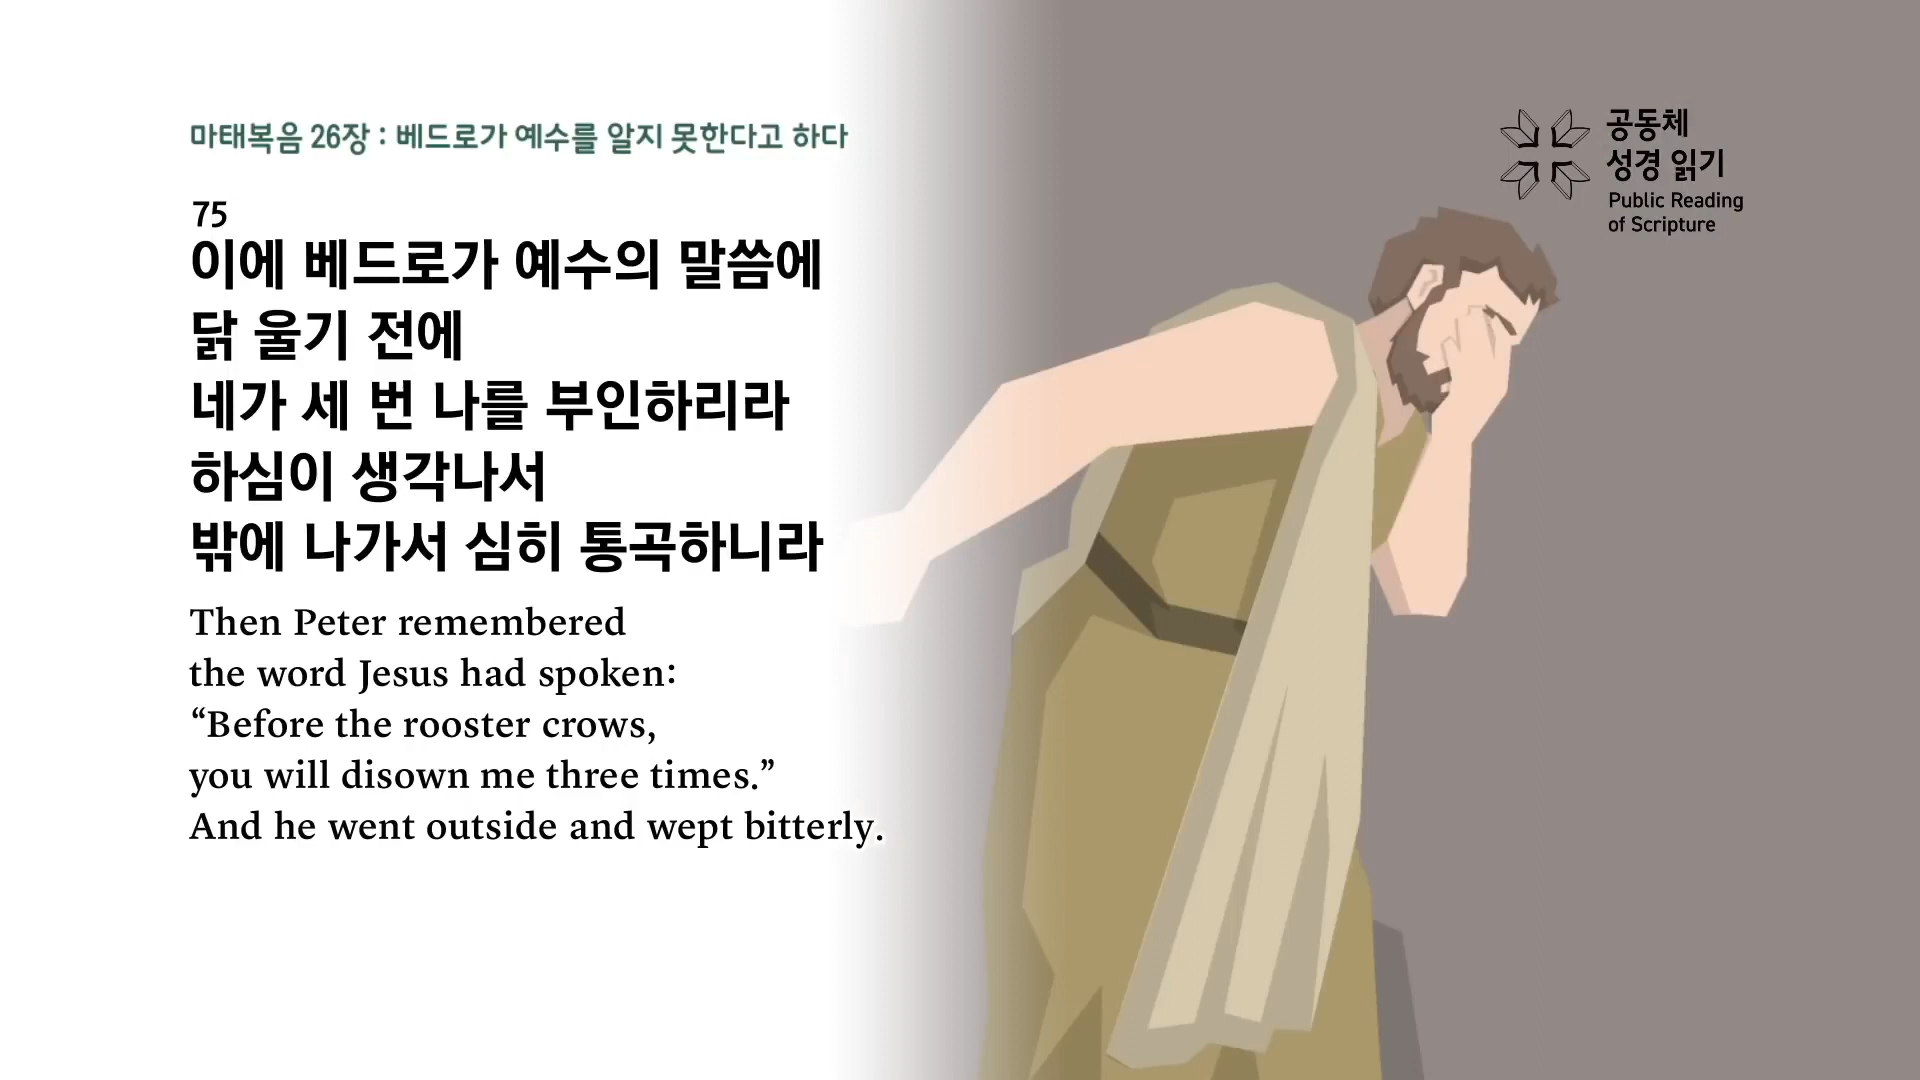 마태복음 26장 : 베드로가 예수를 알지 못한다고 하다
75
이에 베드로가 예수의 말씀에
닭 울기 전에
네가 세 번 나를 부인하리라
하심이 생각나서
밖에 나가서 심히 통곡하니라
Then Peter remembered
the word Jesus had spoken:
“Before the rooster crows,
you will disown me three times.”
And he went outside and wept bitterly.
공동체
성경 읽기
Public Reading
of Scripture